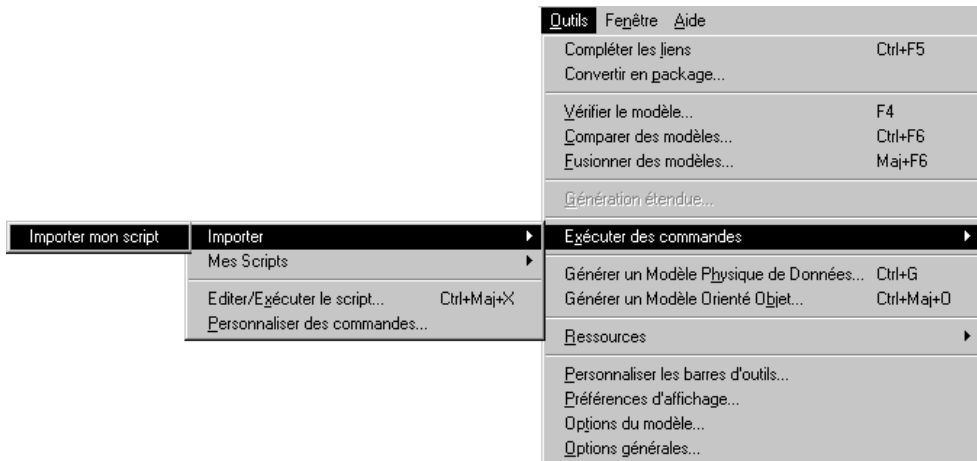 Outils Fenêtre Aide
Compléter les liens Ctrl+F5
Convertir en package...
Vérifier le modèle... F4
Comparer des modèles... Ctrl+F6
Fusionner des modèles... Maj+F6
Génération étendue...
Importer mon script Importer Exécuter des commandes
Mes Scripts
Générer un Modèle Physique de Données... Ctrl+G
Editer/Exécuter le script... Ctrl+Maj+X Générer un Modèle Orienté Objet... Ctrl+Maj+O
Personnaliser des commandes...
Ressources
Personnaliser les barres d'outils...
Préférences d'affichage...
Options du modèle...
Options générales...